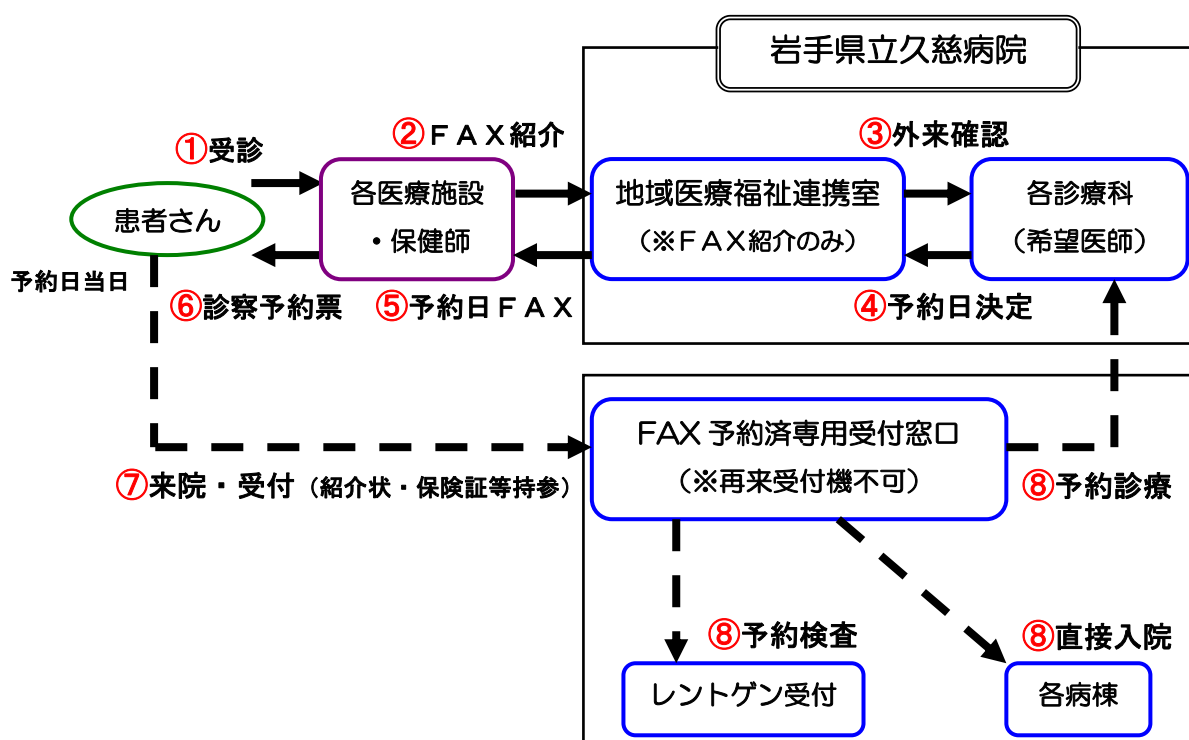 岩手県立久慈病院
①受診
②ＦＡＸ紹介
③外来確認
患者さん
各医療施設
・保健師
地域医療福祉連携室
（※ＦＡＸ紹介のみ）
各診療科
（希望医師）
予約日当日
⑥診察予約票
⑤予約日ＦＡＸ
④予約日決定
FAX 予約済専用受付窓口
（※再来受付機不可）
⑦来院・受付（紹介状・保険証等持参）
⑧予約診療
⑧予約検査
⑧直接入院
レントゲン受付
各病棟